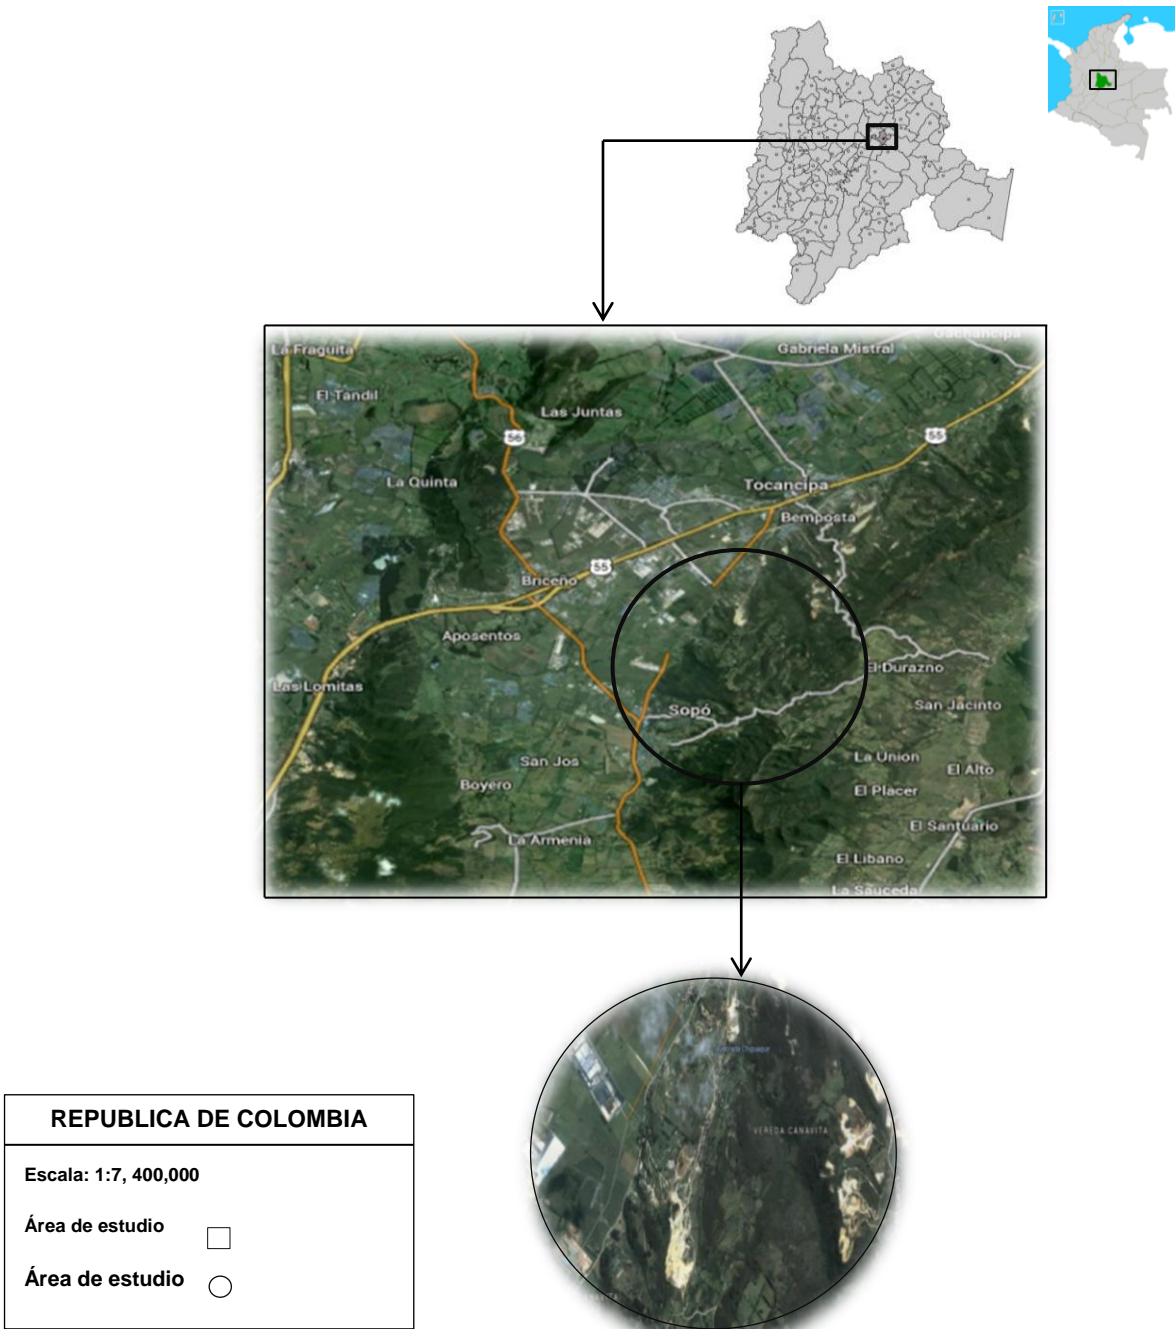 Gachancipa
La Fraguita
Gabriela Mistral
El Tandil
Las Juntas
56
55
La Quinta
Tocancipa
Bemposta
55
Briceño
Aposentos
El Durazno
Las Lomitas
Sopó
San Jacinto
San Jos
La Union
El Alto
Boyero
El Placer
El Santuario
La Armenia
El Libano
La Sauceda
VEREDA CANAVITA
REPUBLICA DE COLOMBIA
Escala: 1:7, 400,000
Área de estudio
Área de estudio